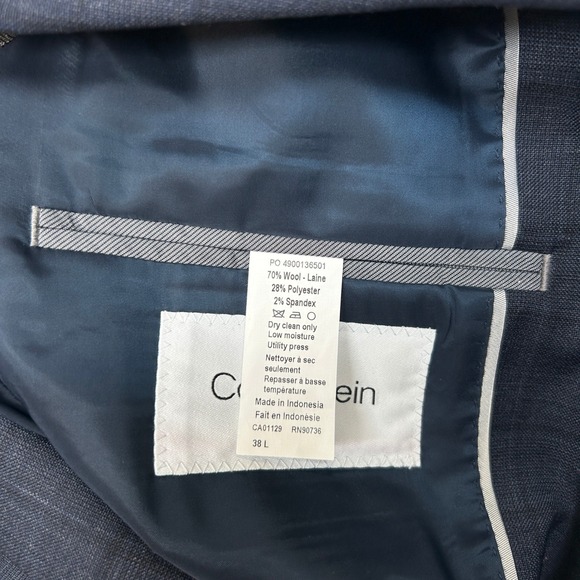 PO 4900136501
70% Wool - Laine
28% Polyester
2% Spandex
Dry clean only
Low moisture
Utility press
Nettoyer à sec
seulement
Repasser à basse
température
Made in Indonesia
Fait en Indonésie
CA01129 RN90736
38 L